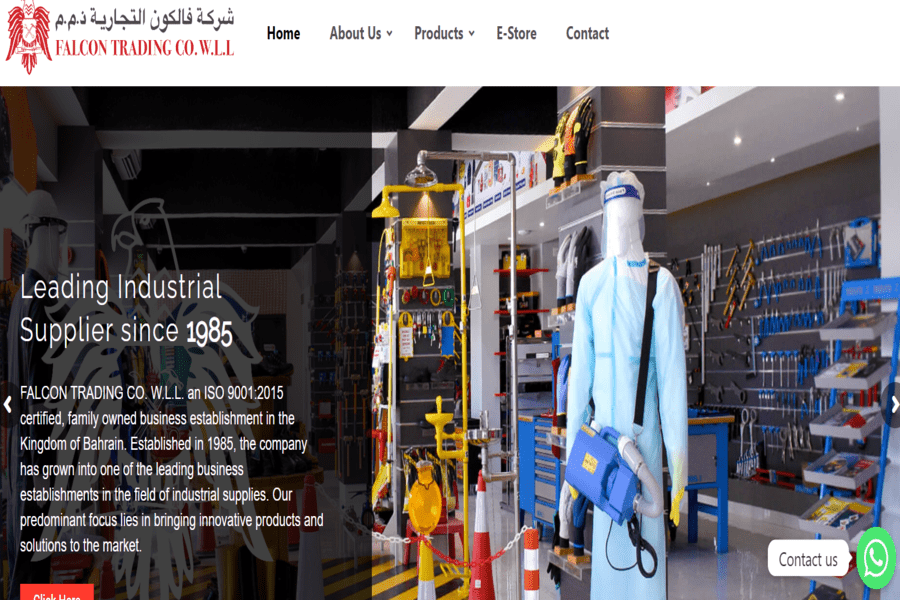 شركة فالكون التجارية ذ.م.م
FALCON TRADING CO. W.L.L
Home
About Us
Products
E-Store
Contact
Leading Industrial
Supplier since 1985
FALCON TRADING CO. W.L.L. an ISO 9001:2015
certified, family owned business establishment in the
Kingdom of Bahrain. Established in 1985, the company
has grown into one of the leading business
establishments in the field of industrial supplies. Our
predominant focus lies in bringing innovative products and
solutions to the market.
Click Here
Contact us